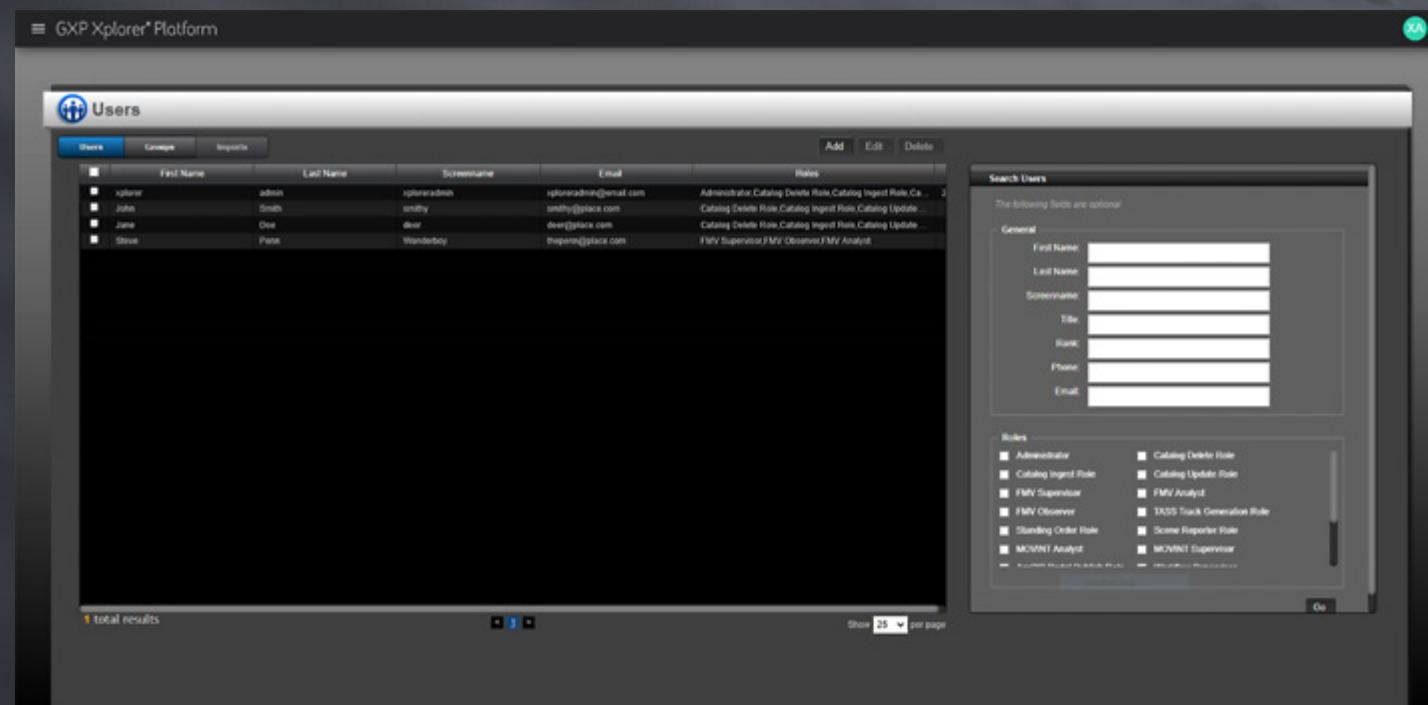 GXP Xplorer® Platform
XA
Users
Users Groups Imports Add Edit Delete
First Name Last Name Screenname Email Roles
xplorer admin xploreradmin xploreradmin@email.com Administrator,Catalog Delete Role,Catalog Ingest Role,Ca...
John Smith smithy smithy@place.com Catalog Delete Role,Catalog Ingest Role,Catalog Update ...
Jane Doe deer deer@place.com Catalog Delete Role,Catalog Ingest Role,Catalog Update ...
Steve Penn Wonderboy thepenn@place.com FMV Supervisor,FMV Observer,FMV Analyst
1 total results
« 1 »
Show 25 per page
Search Users
The following fields are optional
General
First Name:
Last Name:
Screenname:
Title:
Rank:
Phone:
Email:
Roles
Administrator Catalog Delete Role
Catalog Ingest Role Catalog Update Role
FMV Supervisor FMV Analyst
FMV Observer TASS Track Generation Role
Standing Order Role Scene Reporter Role
MOVINT Analyst MOVINT Supervisor
Go